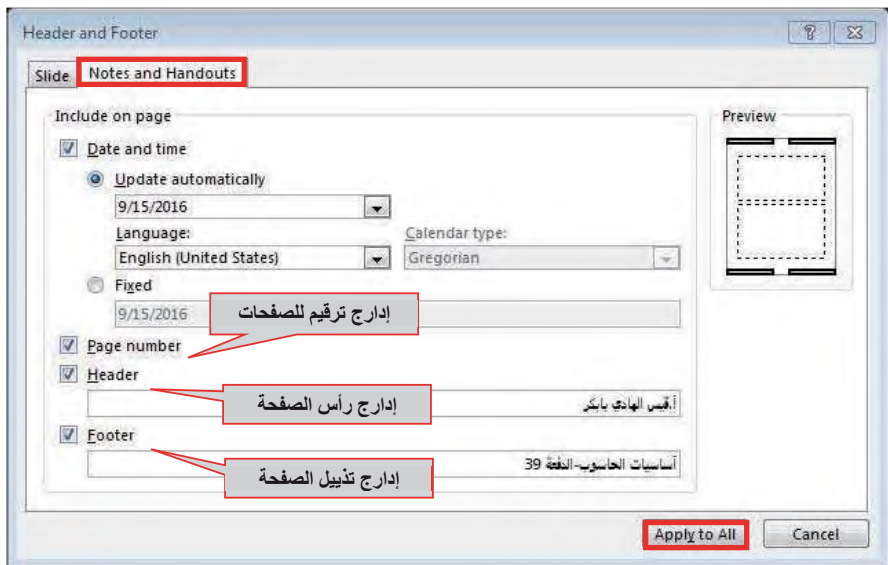 Header and Footer
Slide
Notes and Handouts
Include on page
Preview
Date and time
Update automatically
9/15/2016
Language:
Calendar type:
English (United States)
Gregorian
Fixed
9/15/2016
إدارج ترقيم للصفحات
Page number
Header
إدارج رأس الصفحة
أ.قيس الهادي بابكر
Footer
أساسيات الحاسوب-الدفعة 39
إدارج تذييل الصفحة
Apply to All
Cancel